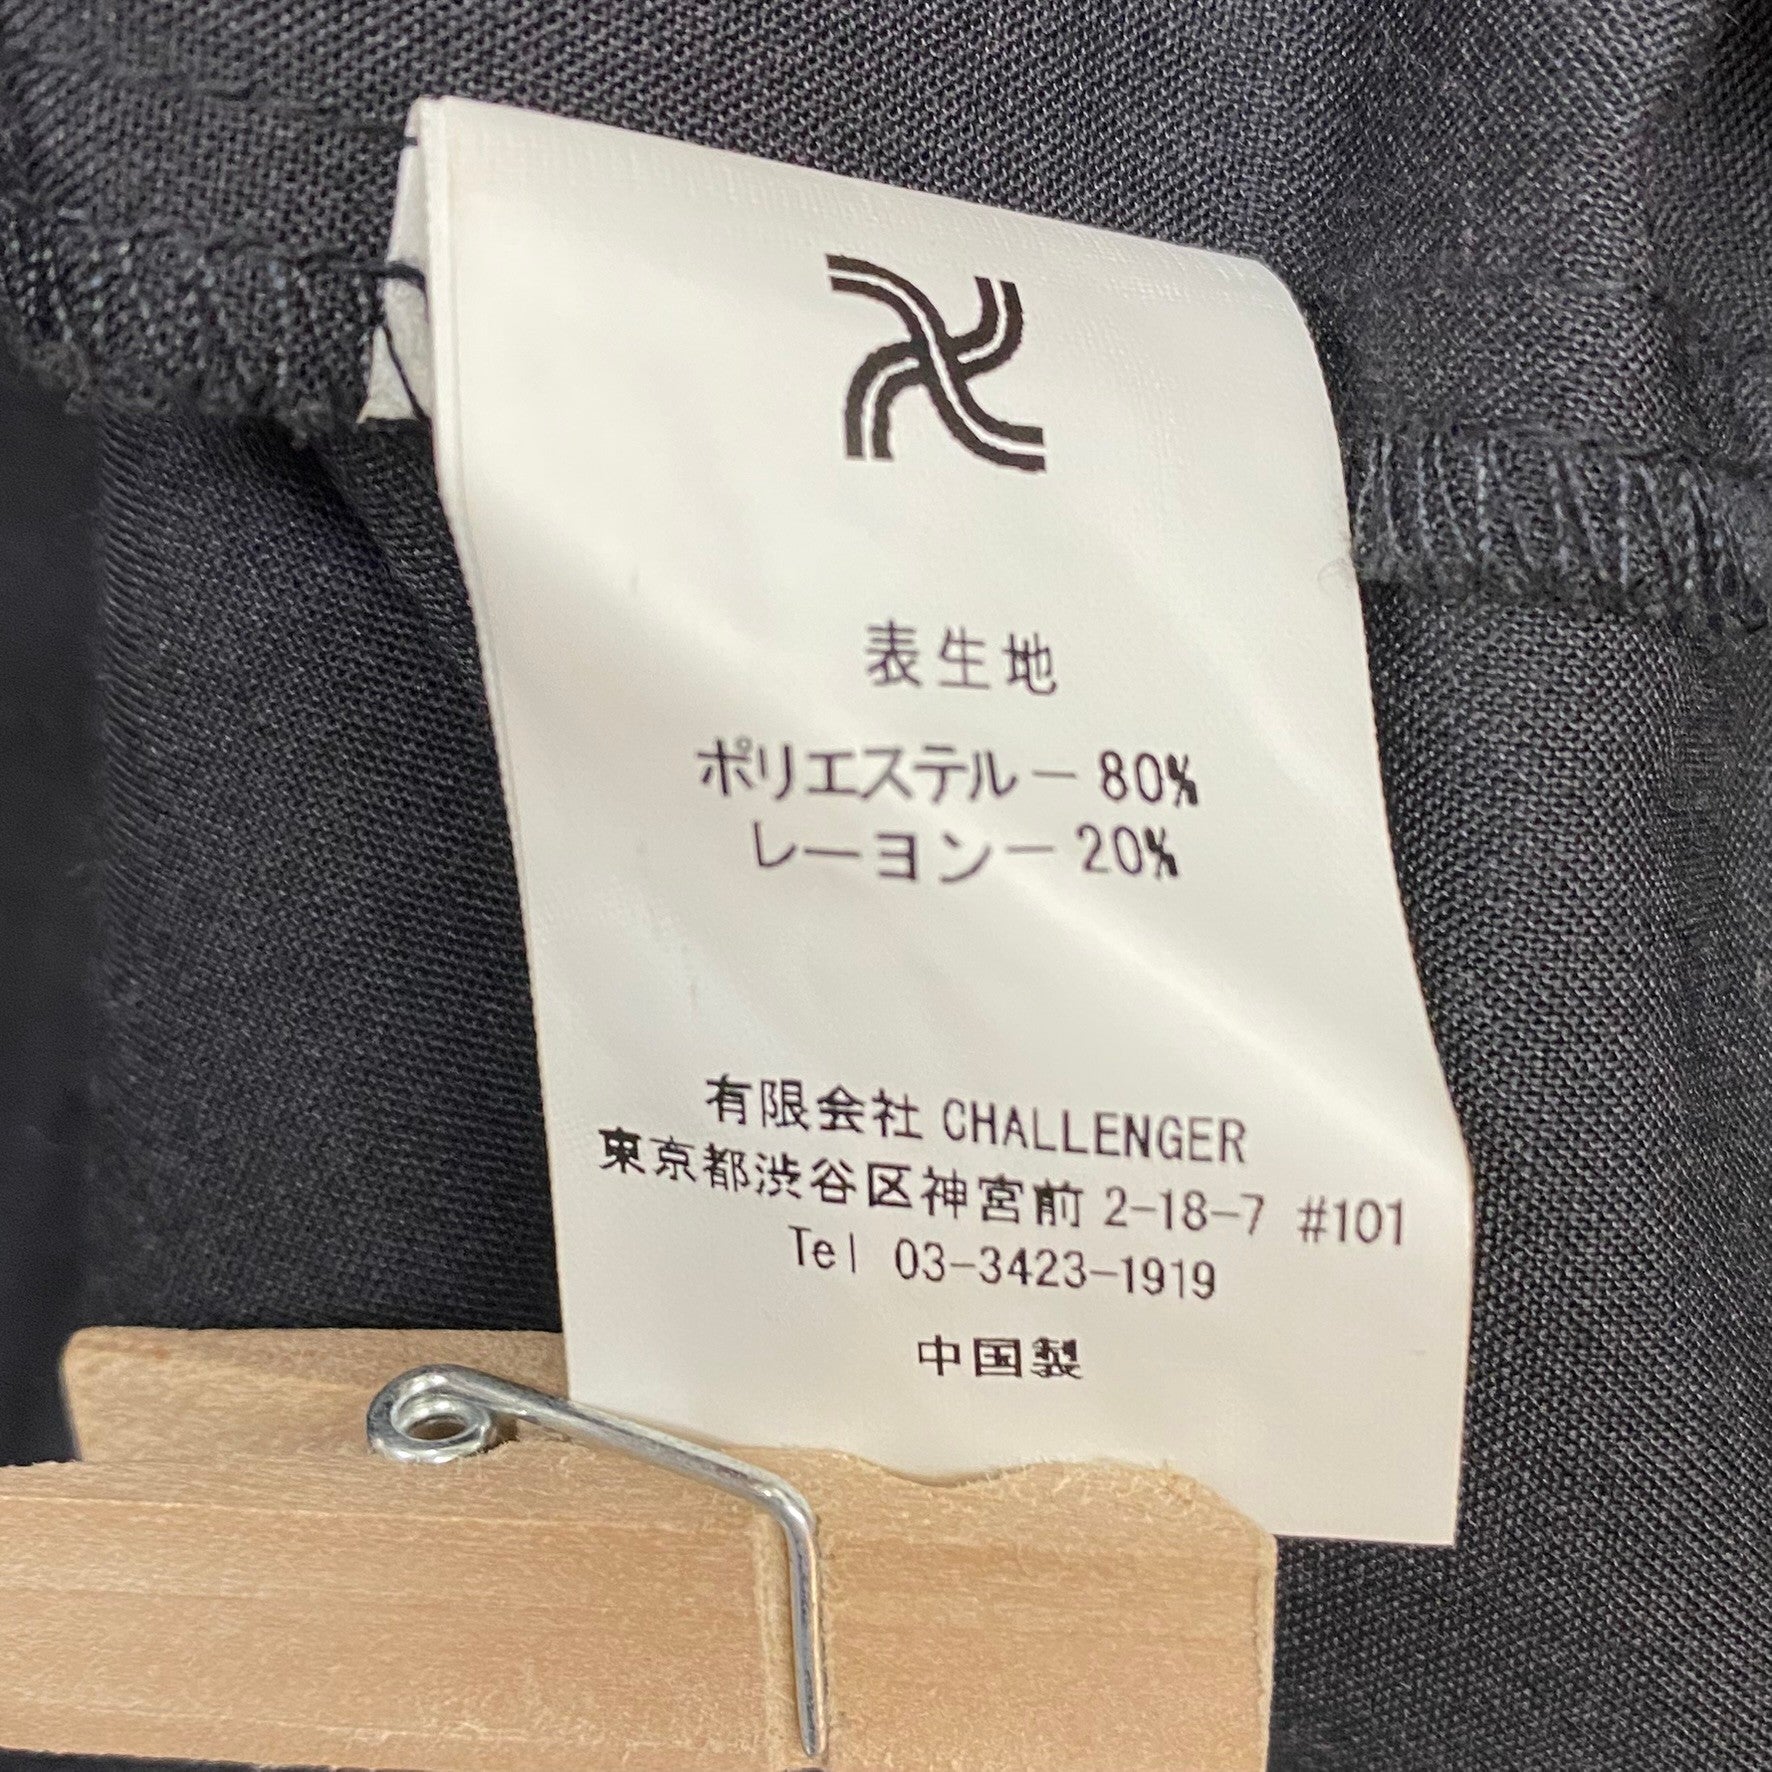 表生地
ポリエステルー 80%
レーヨンー 20%
有限会社 CHALLENGER
東京都渋谷区神宮前 2-18-7 #101
Tel 03-3423-1919
中国製